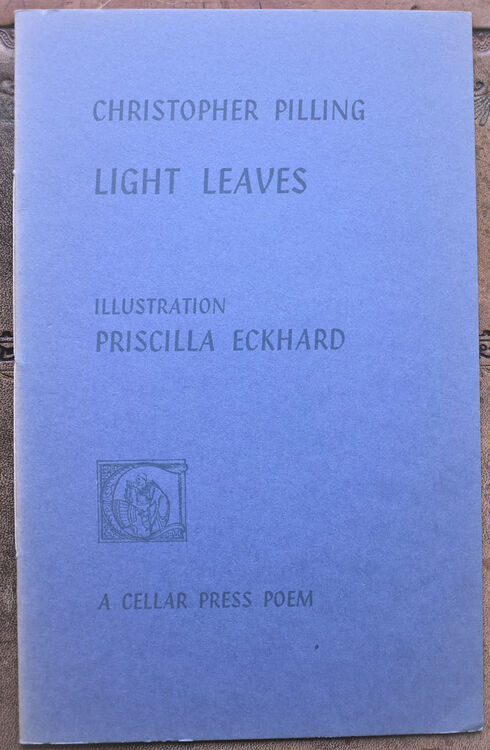 CHRISTOPHER PILLING
LIGHT LEAVES
ILLUSTRATION
PRISCILLA ECKHARD
A CELLAR PRESS POEM